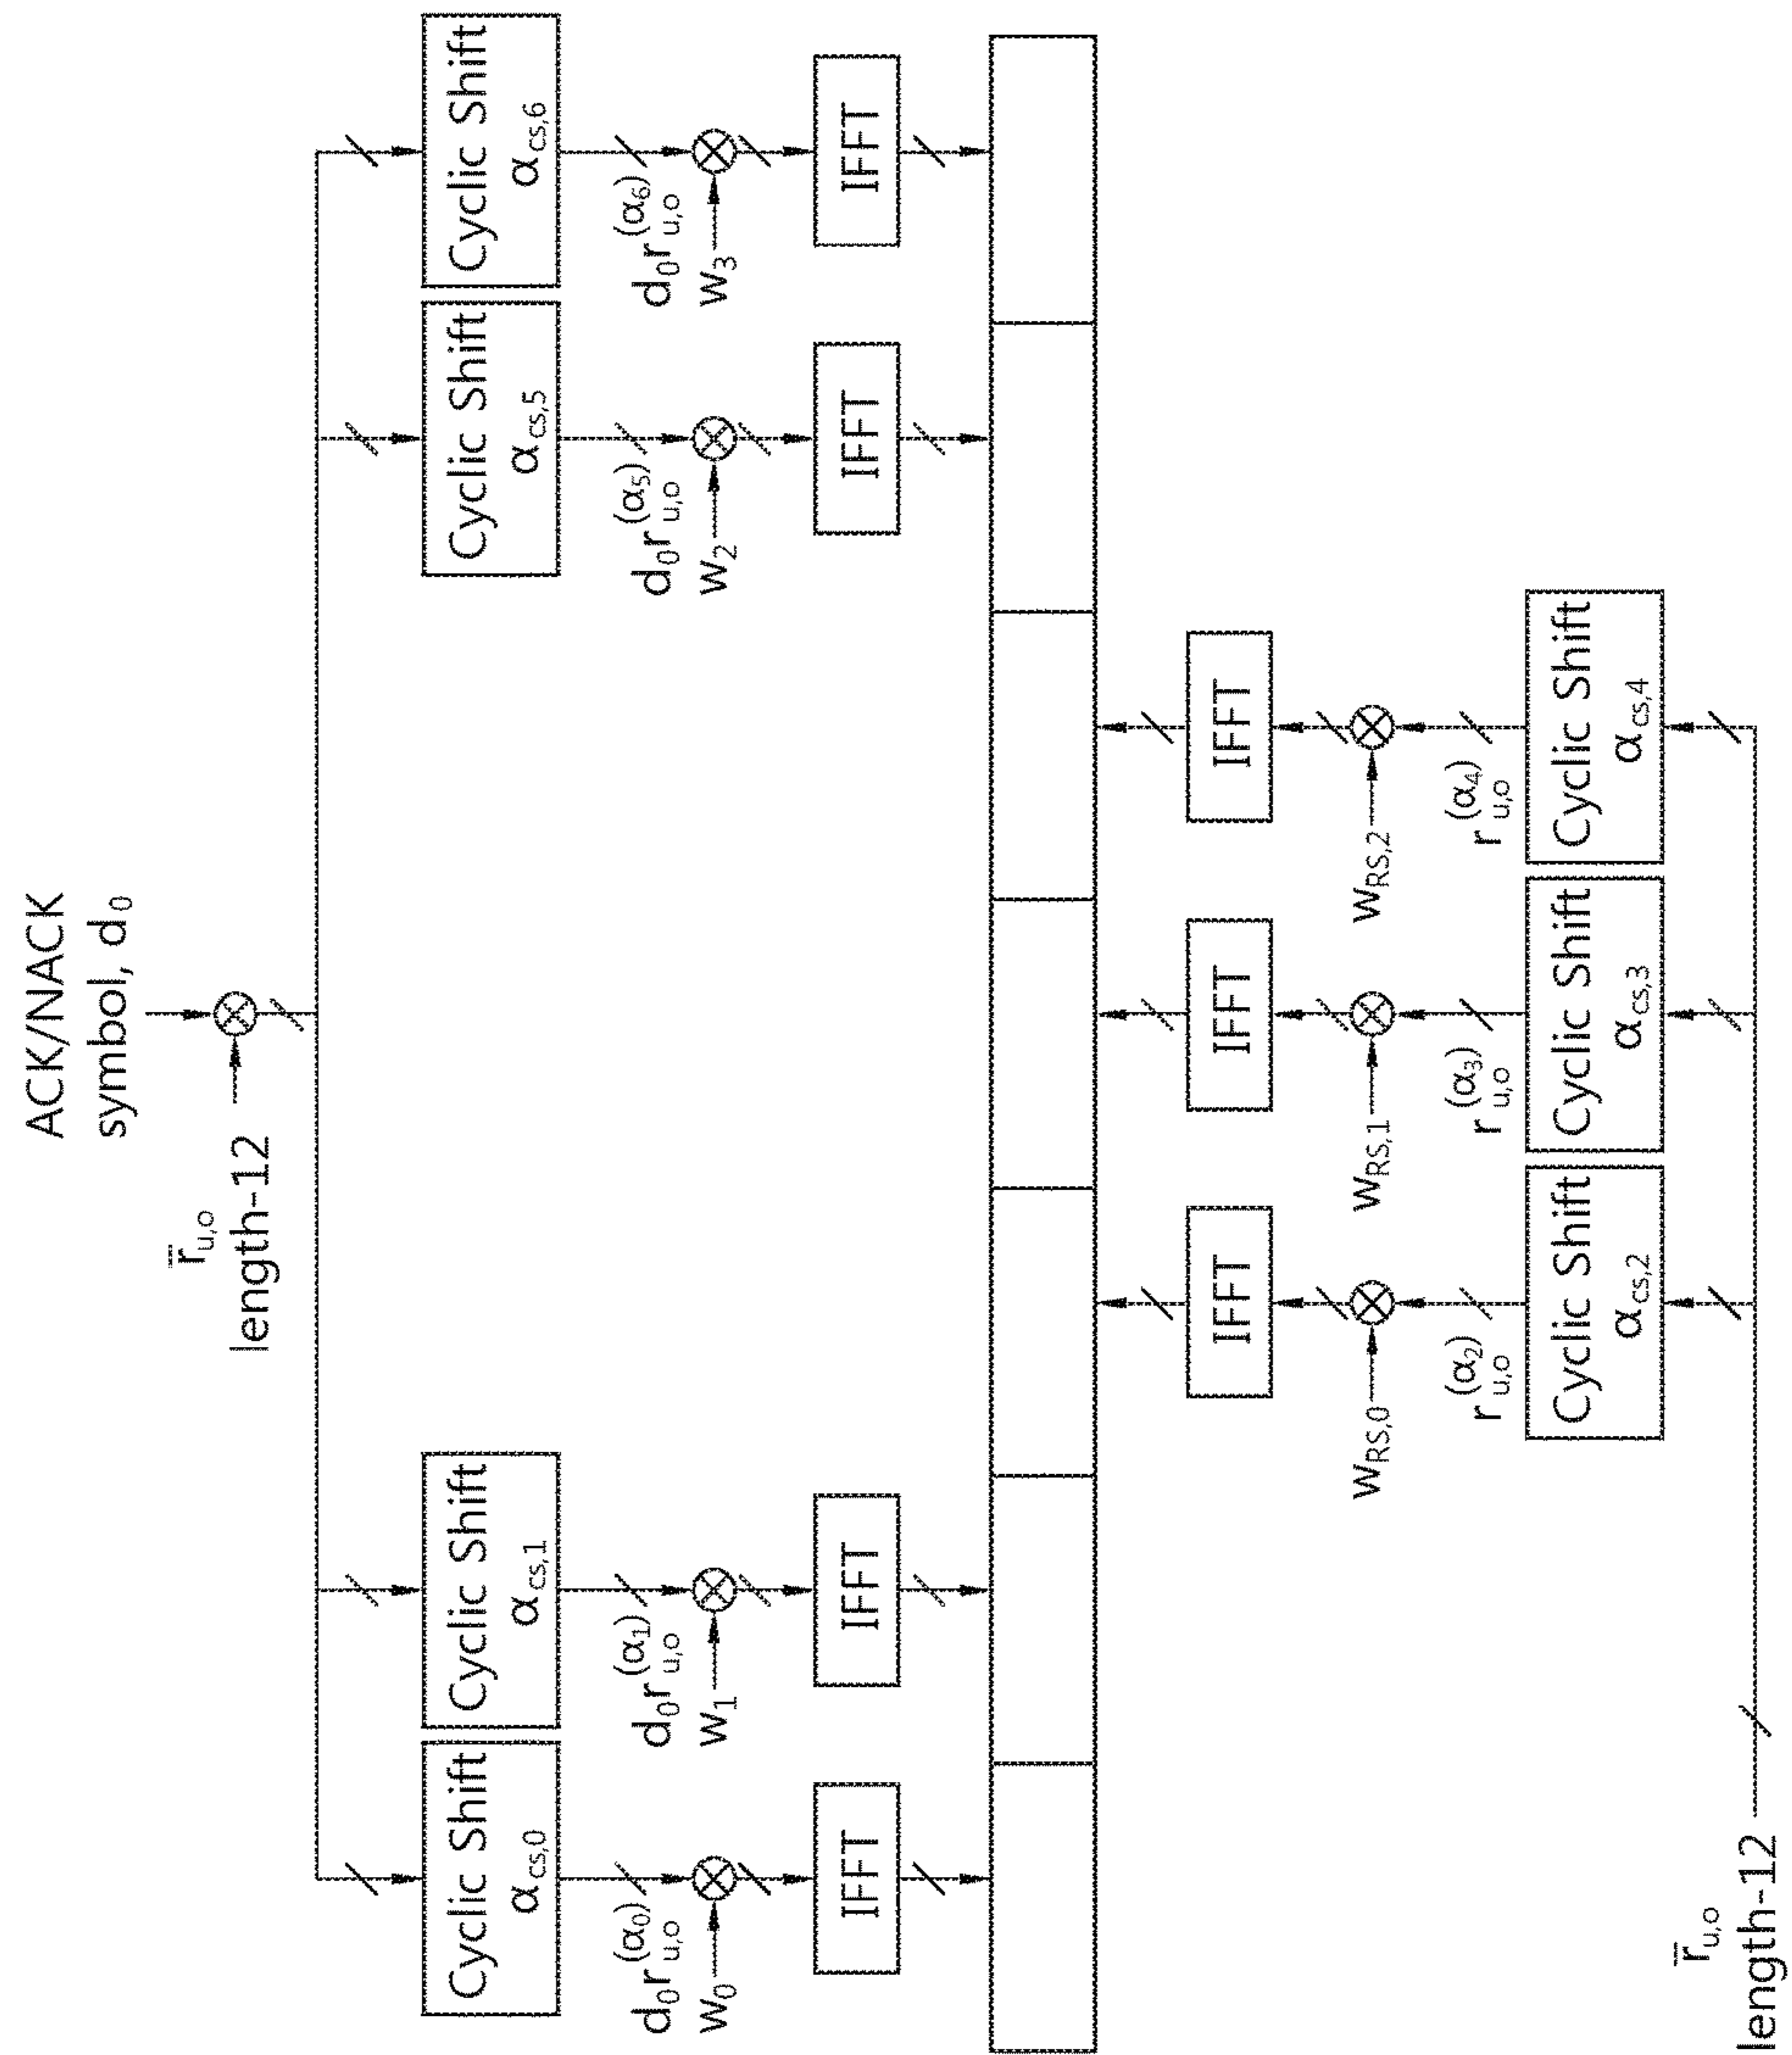 ACK/NACK
symbol, d₀
r̄u,o
length-12
Cyclic Shift
αcs,0
Cyclic Shift
αcs,1
Cyclic Shift
αcs,5
Cyclic Shift
αcs,6
d₀r(α₀)u,o
d₀r(α₁)u,o
d₀r(α₅)u,o
d₀r(α₆)u,o
w₀
w₁
w₂
w₃
IFFT
IFFT
IFFT
IFFT
IFFT
IFFT
IFFT
wRS,0
wRS,1
wRS,2
r(α₂)u,o
r(α₃)u,o
r(α₄)u,o
Cyclic Shift
αcs,2
Cyclic Shift
αcs,3
Cyclic Shift
αcs,4
r̄u,o
length-12